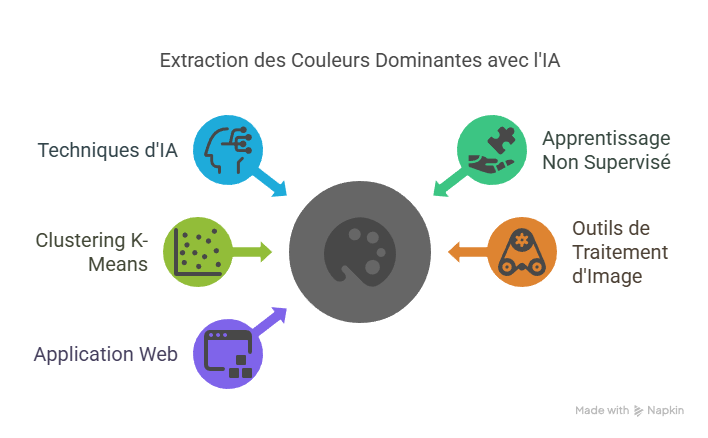 Extraction des Couleurs Dominantes avec l'IA
Techniques d'IA
Apprentissage
Non Supervisé
Clustering K-
Means
Outils de
Traitement
d'Image
Application Web
Made with Napkin